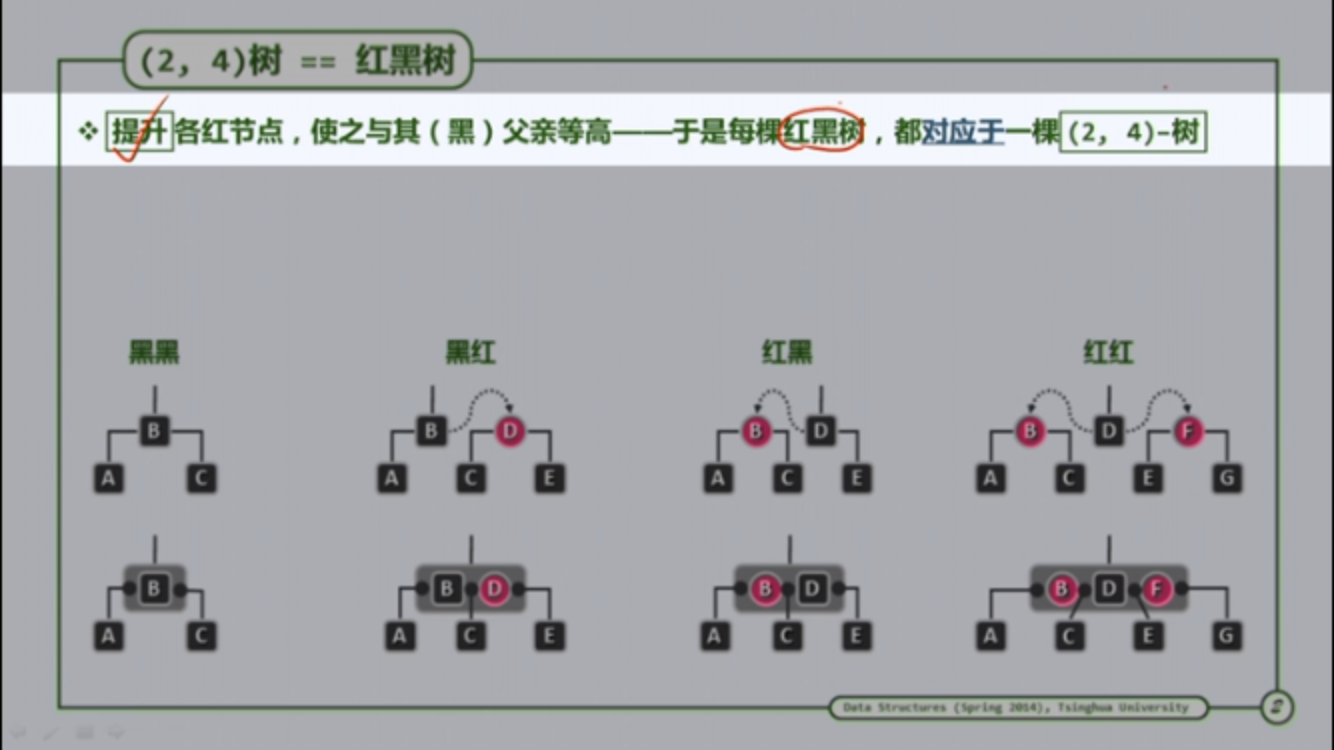 (2, 4)树 == 红黑树
❖ 提升各红节点，使之与其（黑）父亲等高——于是每棵红黑树，都对应于一棵(2, 4)-树
黑黑 黑红 红黑 红红
B B D B D B D F
A C A C E A C E A C E G
B B D B D B D F
A C A C E A C E A C E G
Data Structures (Spring 2014), Tsinghua University